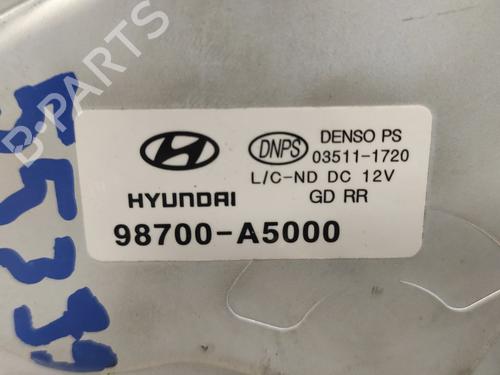 B-PARTS
HYUNDAI
DNPS
DENSO PS
03511-1720
L/C-ND DC 12V
GD RR
98700-A5000